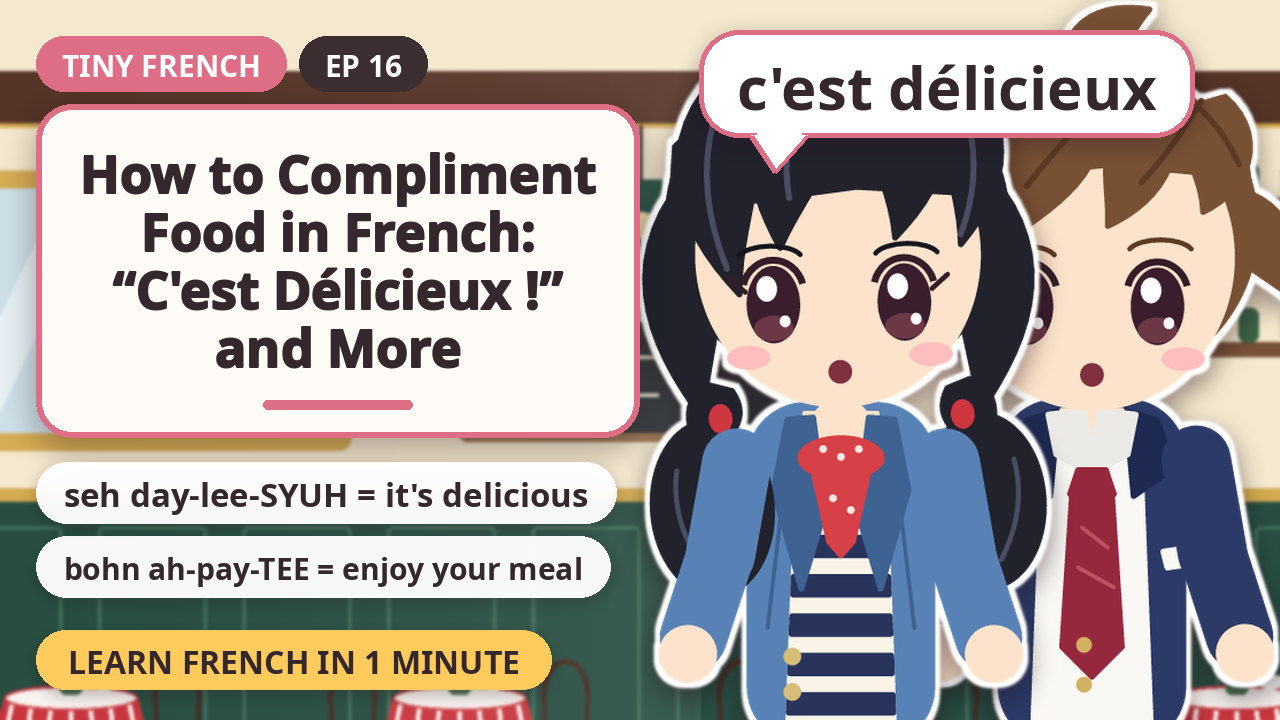 TINY FRENCH
EP 16
c'est délicieux
How to Compliment
Food in French:
“C'est Délicieux !”
and More
seh day-lee-SYUH = it's delicious
bohn ah-pay-TEE = enjoy your meal
LEARN FRENCH IN 1 MINUTE